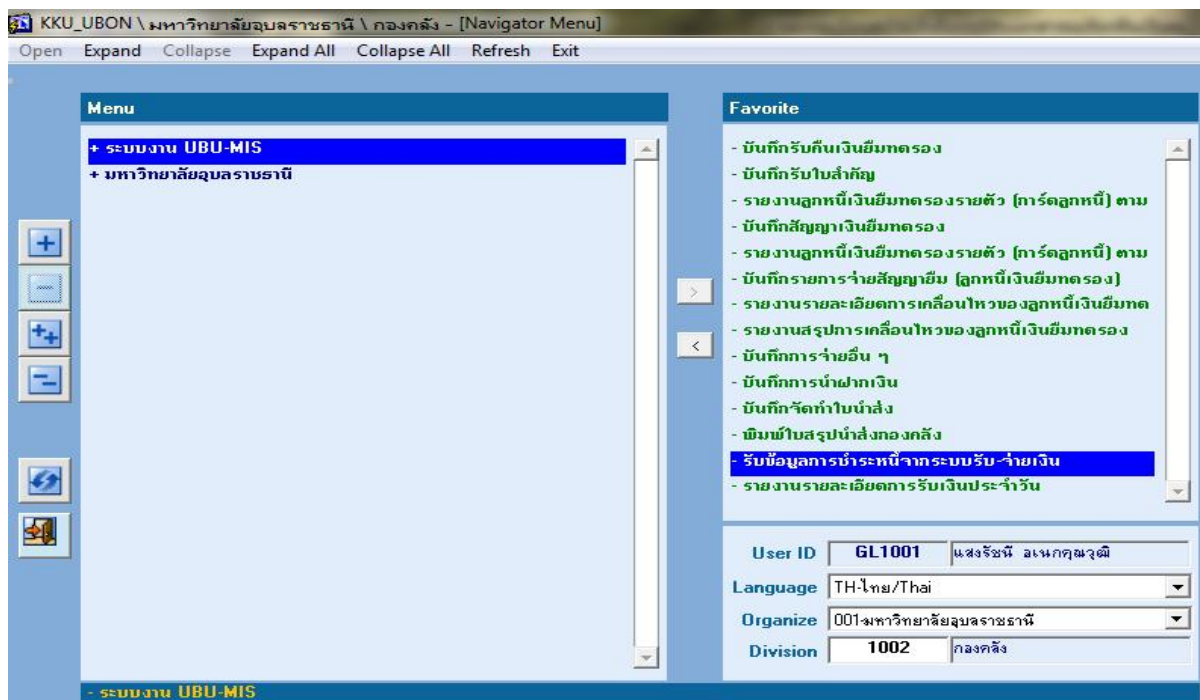 KKU_UBON \ มหาวิทยาลัยอุบลราชธานี \ กองคลัง - [Navigator Menu]
Open Expand Collapse Expand All Collapse All Refresh Exit
Menu
+ ระบบงาน UBU-MIS
+ มหาวิทยาลัยอุบลราชธานี
Favorite
- บันทึกรับคืนเงินยืมทดรอง
- บันทึกรับใบสำคัญ
- รายงานลูกหนี้เงินยืมทดรองรายตัว (การ์ดลูกหนี้) ตาม
- บันทึกสัญญาเงินยืมทดรอง
- รายงานลูกหนี้เงินยืมทดรองรายตัว (การ์ดลูกหนี้) ตาม
- บันทึกรายการจ่ายสัญญายืม (ลูกหนี้เงินยืมทดรอง)
- รายงานรายละเอียดการเคลื่อนไหวของลูกหนี้เงินยืมทด
- รายงานสรุปการเคลื่อนไหวของลูกหนี้เงินยืมทดรอง
- บันทึกการจ่ายอื่น ๆ
- บันทึกการนำฝากเงิน
- บันทึกจัดทำใบนำส่ง
- พิมพ์ใบสรุปนำส่งกองคลัง
- รับข้อมูลการชำระหนี้จากระบบรับ-จ่ายเงิน
- รายงานรายละเอียดการรับเงินประจำวัน
User ID GL1001 แสงรัชนี อเนกคุณวุฒิ
Language TH-ไทย/Thai
Organize 001-มหาวิทยาลัยอุบลราชธานี
Division 1002 กองคลัง
- ระบบงาน UBU-MIS